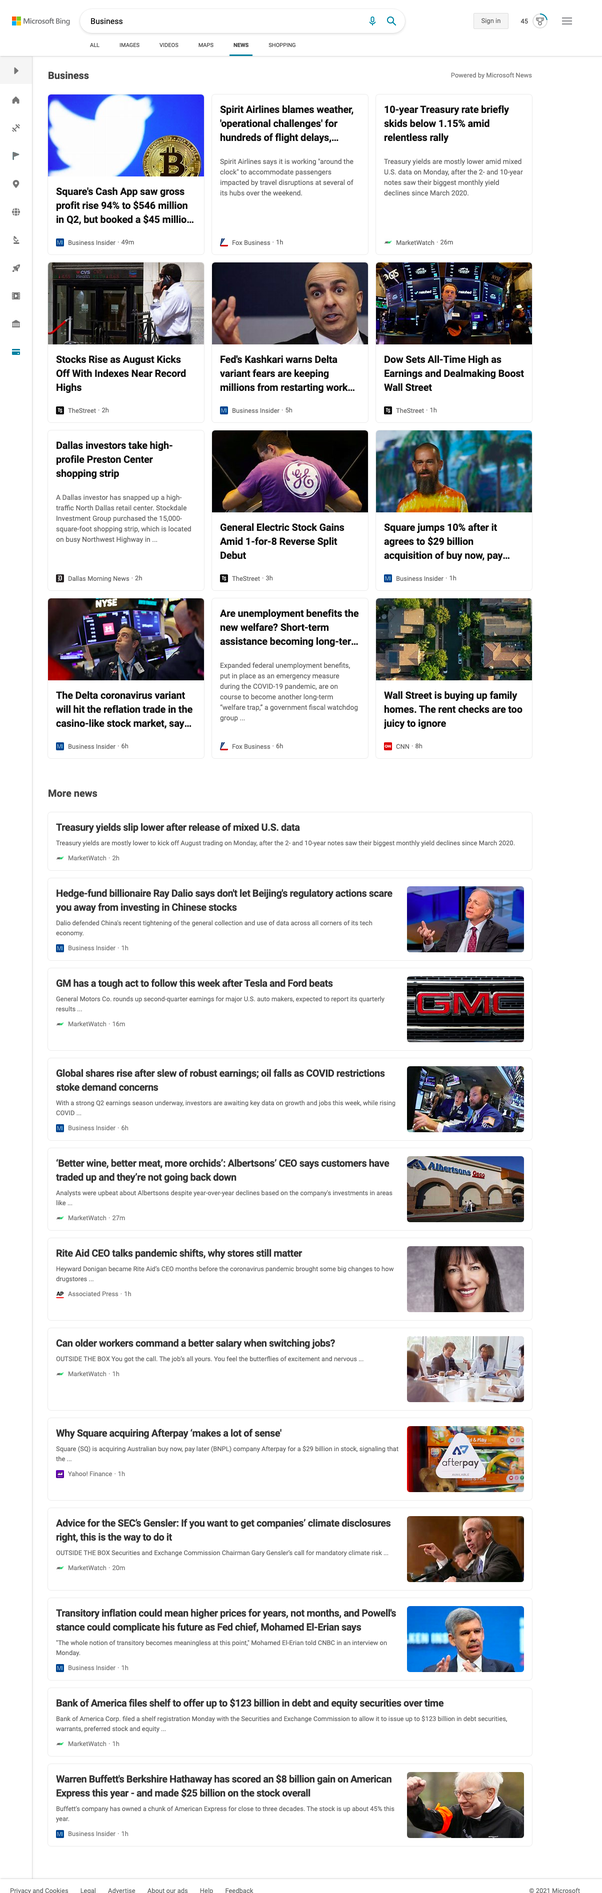 Microsoft Bing
Business
Sign in
45
ALL
IMAGES
VIDEOS
MAPS
NEWS
SHOPPING
Business
Powered by Microsoft News
Square's Cash App saw gross
profit rise 94% to $546 million
in Q2, but booked a $45 millio...
Business Insider · 49m
Spirit Airlines blames weather,
'operational challenges' for
hundreds of flight delays,...
Spirit Airlines says it is working "around the
clock" to accommodate passengers
impacted by travel disruptions at several of
its hubs over the weekend.
Fox Business · 1h
10-year Treasury rate briefly
skids below 1.15% amid
relentless rally
Treasury yields are mostly lower amid mixed
U.S. data on Monday, after the 2- and 10-year
notes saw their biggest monthly yield
declines since March 2020.
MarketWatch · 26m
Stocks Rise as August Kicks
Off With Indexes Near Record
Highs
TheStreet · 2h
Fed's Kashkari warns Delta
variant fears are keeping
millions from restarting work...
Business Insider · 5h
Dow Sets All-Time High as
Earnings and Dealmaking Boost
Wall Street
TheStreet · 1h
Dallas investors take high-
profile Preston Center
shopping strip
A Dallas investor has snapped up a high-
traffic North Dallas retail center. Stockdale
Investment Group purchased the 15,000-
square-foot shopping strip, which is located
on busy Northwest Highway in ...
Dallas Morning News · 2h
General Electric Stock Gains
Amid 1-for-8 Reverse Split
Debut
TheStreet · 3h
Square jumps 10% after it
agrees to $29 billion
acquisition of buy now, pay...
Business Insider · 1h
NYSE
The Delta coronavirus variant
will hit the reflation trade in the
casino-like stock market, say...
Business Insider · 6h
Are unemployment benefits the
new welfare? Short-term
assistance becoming long-ter...
Expanded federal unemployment benefits,
put in place as an emergency measure
during the COVID-19 pandemic, are on
course to become another long-term
"welfare trap," a government fiscal watchdog
group ...
Fox Business · 6h
Wall Street is buying up family
homes. The rent checks are too
juicy to ignore
CNN · 8h
More news
Treasury yields slip lower after release of mixed U.S. data
Treasury yields are mostly lower to kick off August trading on Monday, after the 2- and 10-year notes saw their biggest monthly yield declines since March 2020.
MarketWatch · 2h
Hedge-fund billionaire Ray Dalio says don't let Beijing's regulatory actions scare
you away from investing in Chinese stocks
Dalio defended China's recent tightening of the general collection and use of data across all corners of its tech
economy.
Business Insider · 1h
GM has a tough act to follow this week after Tesla and Ford beats
General Motors Co. rounds up second-quarter earnings for major U.S. auto makers, expected to report its quarterly
results ...
MarketWatch · 16m
GMC
Global shares rise after slew of robust earnings; oil falls as COVID restrictions
stoke demand concerns
With a strong Q2 earnings season underway, investors are awaiting key data on growth and jobs this week, while rising
COVID ...
Business Insider · 6h
'Better wine, better meat, more orchids': Albertsons' CEO says customers have
traded up and they're not going back down
Analysts were upbeat about Albertsons despite year-over-year declines based on the company's investments in areas
like ...
MarketWatch · 27m
Albertsons
Rite Aid CEO talks pandemic shifts, why stores still matter
Heyward Donigan became Rite Aid's CEO months before the coronavirus pandemic brought some big changes to how
drugstores ...
AP Associated Press · 1h
Can older workers command a better salary when switching jobs?
OUTSIDE THE BOX You got the call. The job's all yours. You feel the butterflies of excitement and nervous ...
MarketWatch · 1h
Why Square acquiring Afterpay 'makes a lot of sense'
Square (SQ) is acquiring Australian buy now, pay later (BNPL) company Afterpay for a $29 billion in stock, signaling that
the ...
Yahoo! Finance · 1h
afterpay
Advice for the SEC's Gensler: If you want to get companies' climate disclosures
right, this is the way to do it
OUTSIDE THE BOX Securities and Exchange Commission Chairman Gary Gensler's call for mandatory climate risk ...
MarketWatch · 20m
Transitory inflation could mean higher prices for years, not months, and Powell's
stance could complicate his future as Fed chief, Mohamed El-Erian says
"The whole notion of transitory becomes meaningless at this point," Mohamed El-Erian told CNBC in an interview on
Monday.
Business Insider · 1h
Bank of America files shelf to offer up to $123 billion in debt and equity securities over time
Bank of America Corp. filed a shelf registration Monday with the Securities and Exchange Commission to allow it to issue up to $123 billion in debt securities,
warrants, preferred stock and equity ...
MarketWatch · 1h
Warren Buffett's Berkshire Hathaway has scored an $8 billion gain on American
Express this year - and made $25 billion on the stock overall
Buffett's company has owned a chunk of American Express for close to three decades. The stock is up about 45% this
year.
Business Insider · 1h
Privacy and Cookies
Legal
Advertise
About our ads
Help
Feedback
© 2021 Microsoft